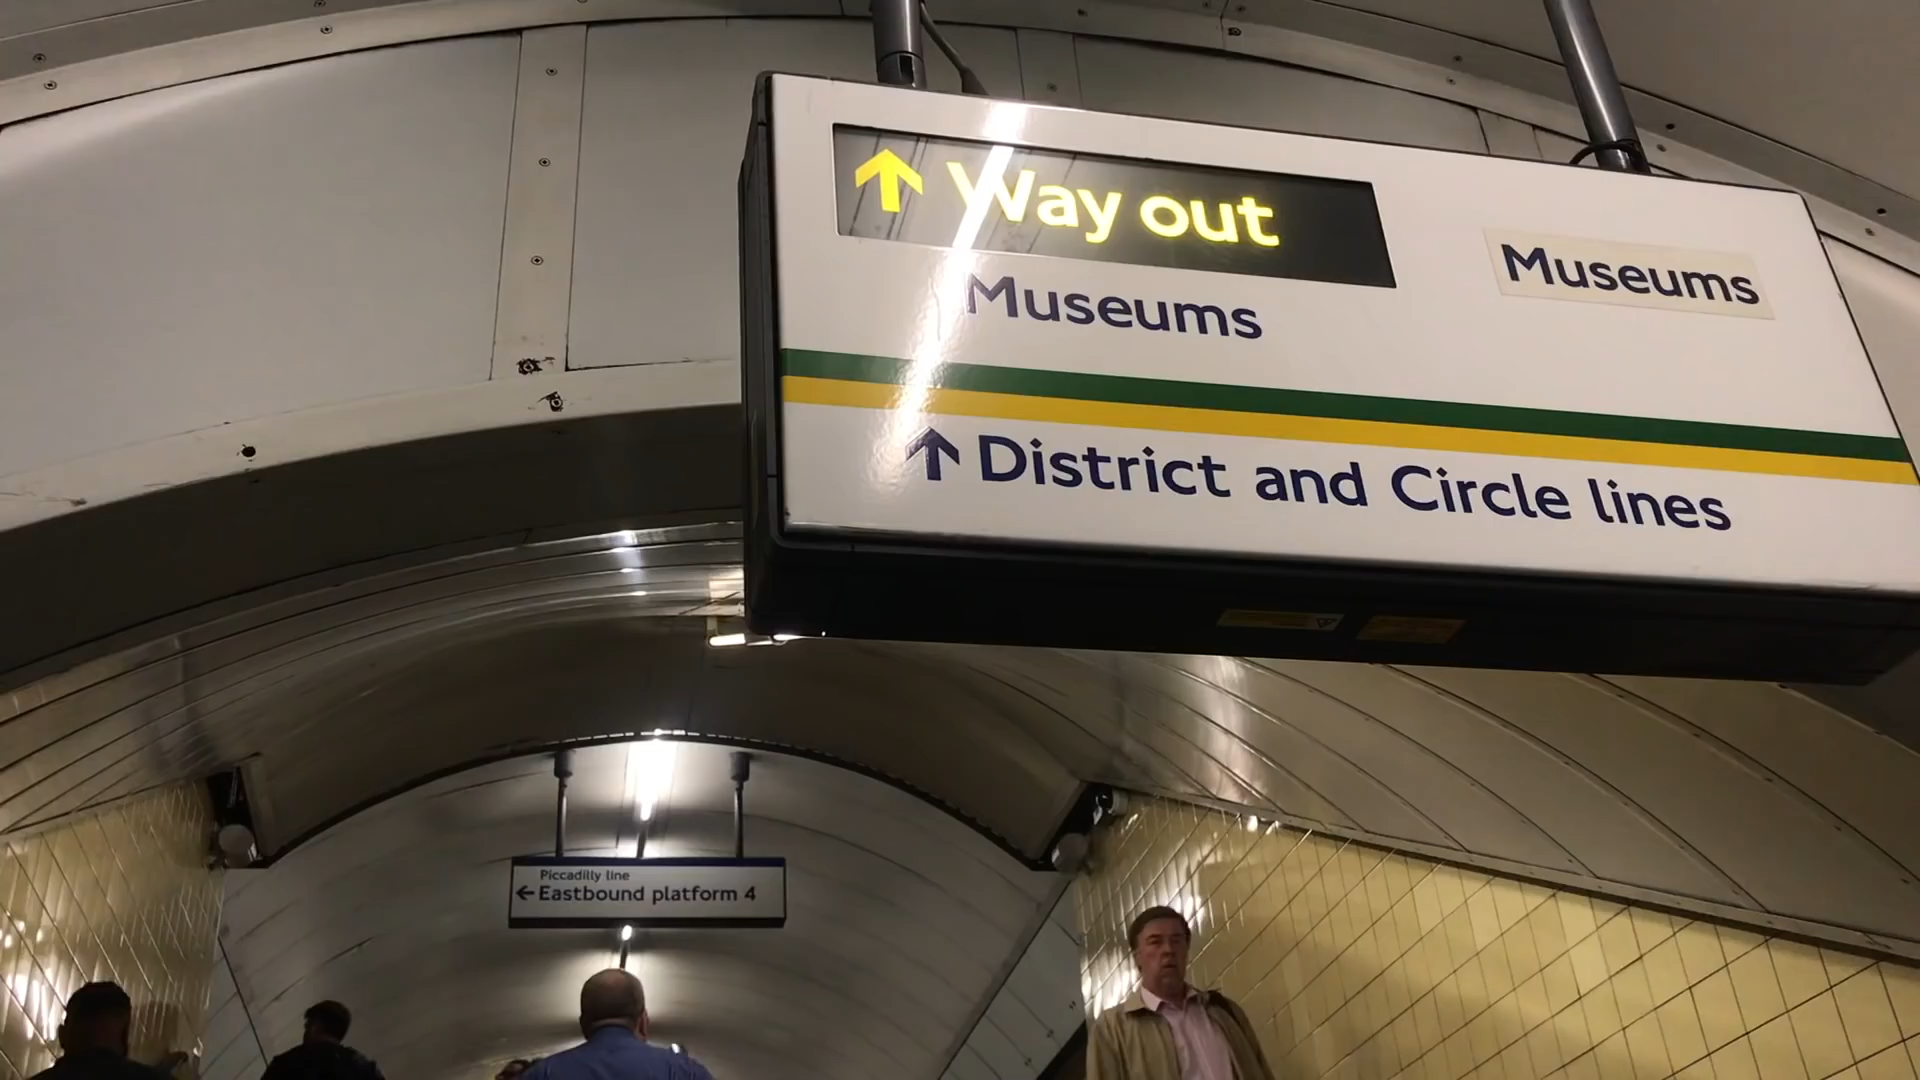 ↑ Way out
Museums
Museums
↑ District and Circle lines
Piccadilly line
← Eastbound platform 4